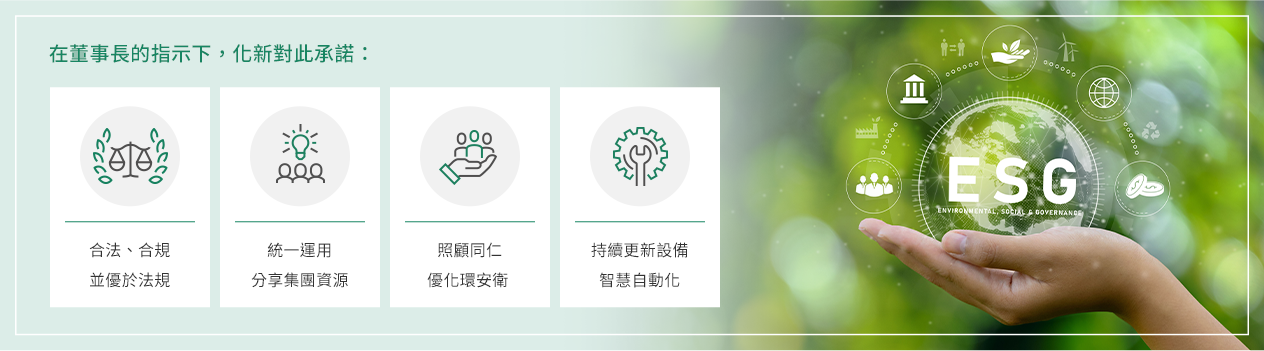 在董事長的指示下，化新對此承諾：
合法、合規
並優於法規
統一運用
分享集團資源
照顧同仁
優化環安衛
持續更新設備
智慧自動化
ESG
ENVIRONMENTAL, SOCIAL & GOVERNANCE